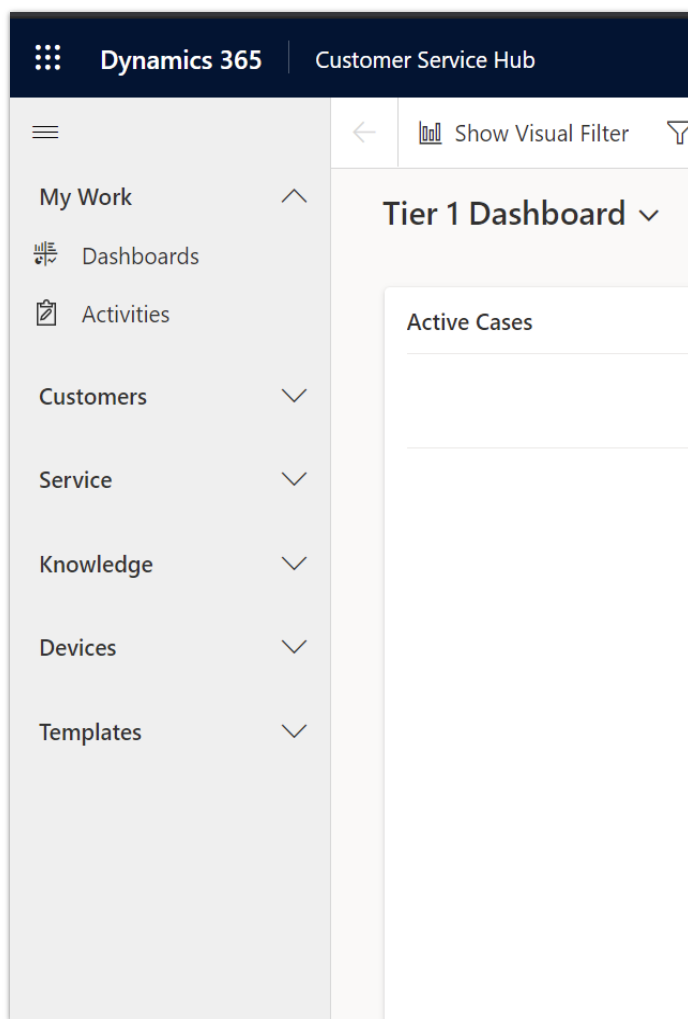 Dynamics 365
Customer Service Hub
Show Visual Filter
My Work
Dashboards
Activities
Customers
Service
Knowledge
Devices
Templates
Tier 1 Dashboard
Active Cases